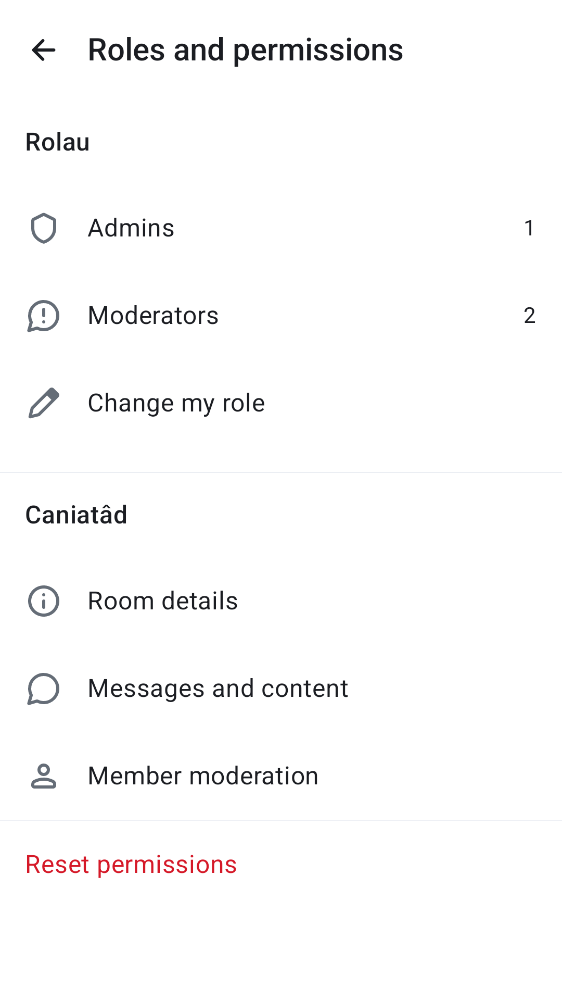 Roles and permissions
Rolau
Admins 1
Moderators 2
Change my role
Caniatâd
Room details
Messages and content
Member moderation
Reset permissions